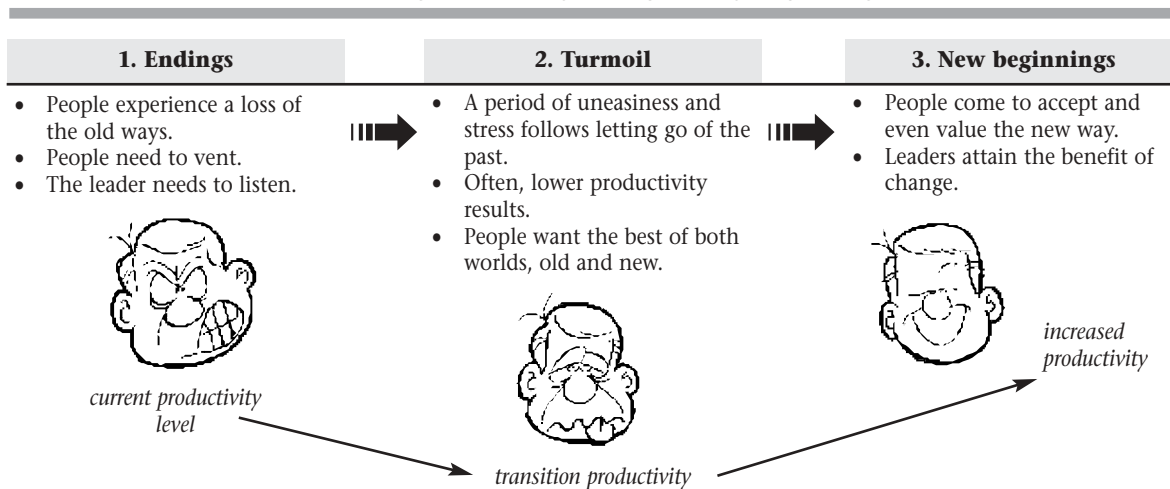 1. Endings
• People experience a loss of
the old ways.
• People need to vent.
• The leader needs to listen.
current productivity
level
2. Turmoil
• A period of uneasiness and
stress follows letting go of the
past.
• Often, lower productivity
results.
• People want the best of both
worlds, old and new.
transition productivity
3. New beginnings
• People come to accept and
even value the new way.
• Leaders attain the benefit of
change.
increased
productivity